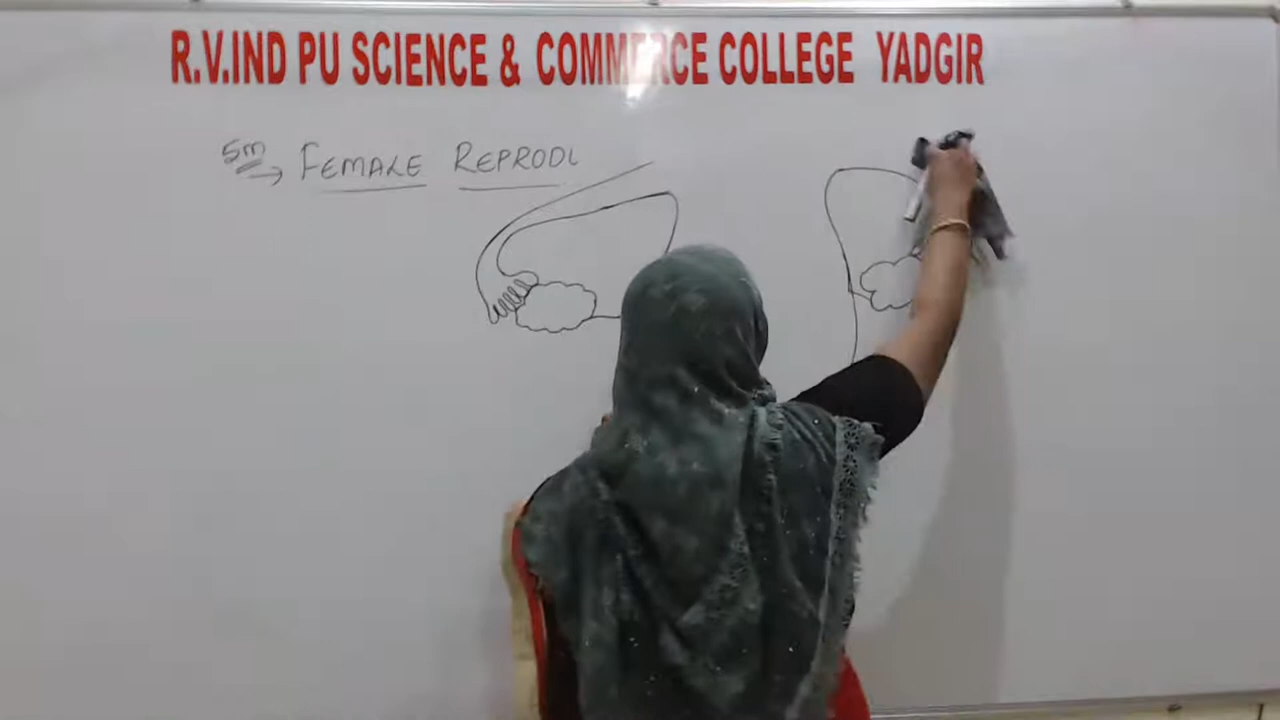 R.V.IND PU SCIENCE & COMMERCE COLLEGE YADGIR
5m → FEMALE REPRODU